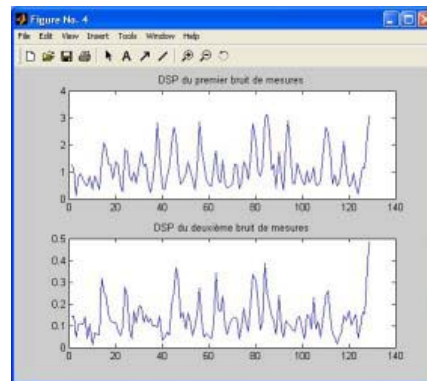 Figure No. 4
File Edit View Insert Tools Window Help
DSP du premier bruit de mesures
4
3
2
1
0
0 20 40 60 80 100 120 140
DSP du deuxième bruit de mesures
0.5
0.4
0.3
0.2
0.1
0
0 20 40 60 80 100 120 140